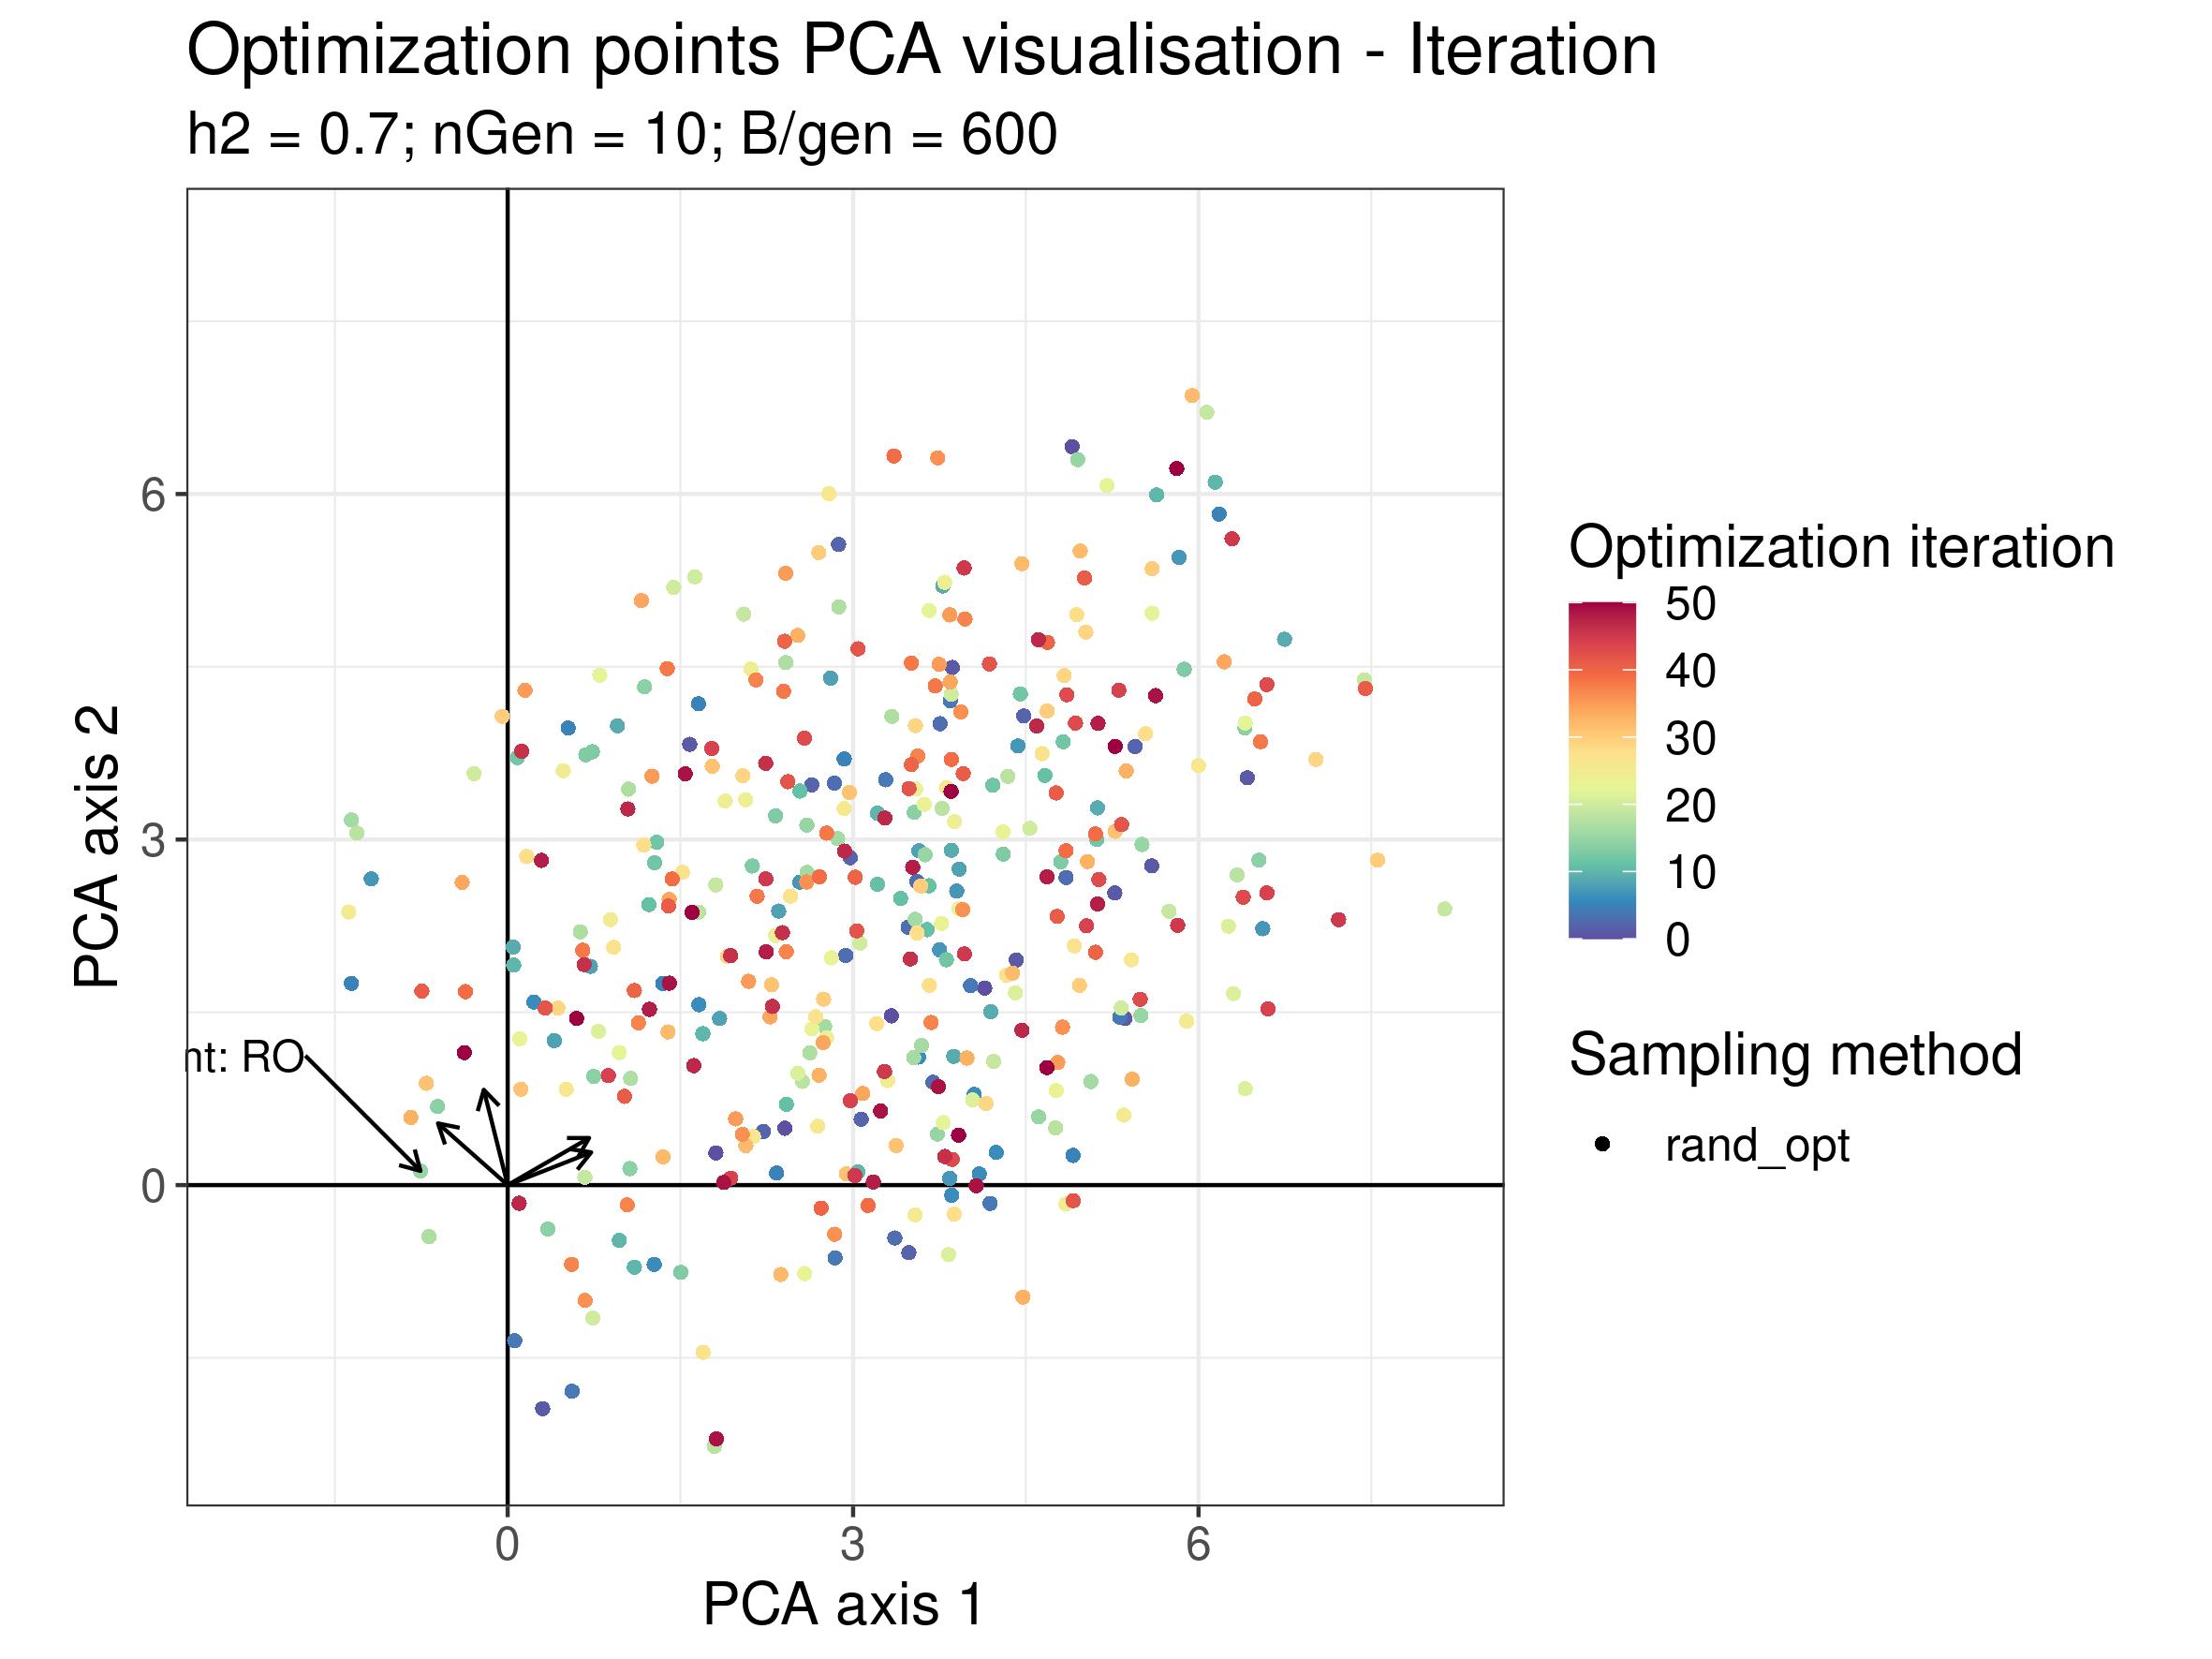 Optimization points PCA visualisation - Iteration
h2 = 0.7; nGen = 10; B/gen = 600
PCA axis 2
6
3
0
nt: RO
0
3
6
PCA axis 1
Optimization iteration
50
40
30
20
10
0
Sampling method
rand_opt